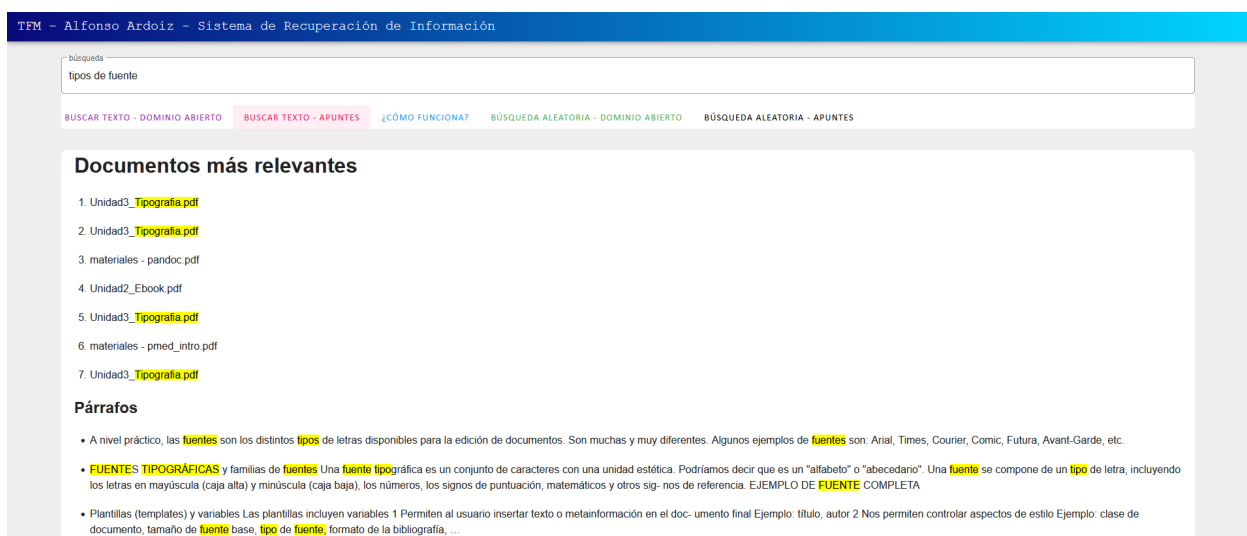 TFM - Alfonso Ardoiz - Sistema de Recuperación de Información
búsqueda
tipos de fuente
BUSCAR TEXTO - DOMINIO ABIERTO BUSCAR TEXTO - APUNTES ¿CÓMO FUNCIONA? BÚSQUEDA ALEATORIA - DOMINIO ABIERTO BÚSQUEDA ALEATORIA - APUNTES
Documentos más relevantes
1. Unidad3_Tipografia.pdf
2. Unidad3_Tipografia.pdf
3. materiales - pandoc.pdf
4. Unidad2_Ebook.pdf
5. Unidad3_Tipografia.pdf
6. materiales - pmed_intro.pdf
7. Unidad3_Tipografia.pdf
Párrafos
• A nivel práctico, las fuentes son los distintos tipos de letras disponibles para la edición de documentos. Son muchas y muy diferentes. Algunos ejemplos de fuentes son: Arial, Times, Courier, Comic, Futura, Avant-Garde, etc.
• FUENTES TIPOGRÁFICAS y familias de fuentes Una fuente tipográfica es un conjunto de caracteres con una unidad estética. Podríamos decir que es un "alfabeto" o "abecedario". Una fuente se compone de un tipo de letra, incluyendo
los letras en mayúscula (caja alta) y minúscula (caja baja), los números, los signos de puntuación, matemáticos y otros sig- nos de referencia. EJEMPLO DE FUENTE COMPLETA
• Plantillas (templates) y variables Las plantillas incluyen variables 1 Permiten al usuario insertar texto o metainformación en el doc- umento final Ejemplo: título, autor 2 Nos permiten controlar aspectos de estilo Ejemplo: clase de
documento, tamaño de fuente base, tipo de fuente, formato de la bibliografía, ...